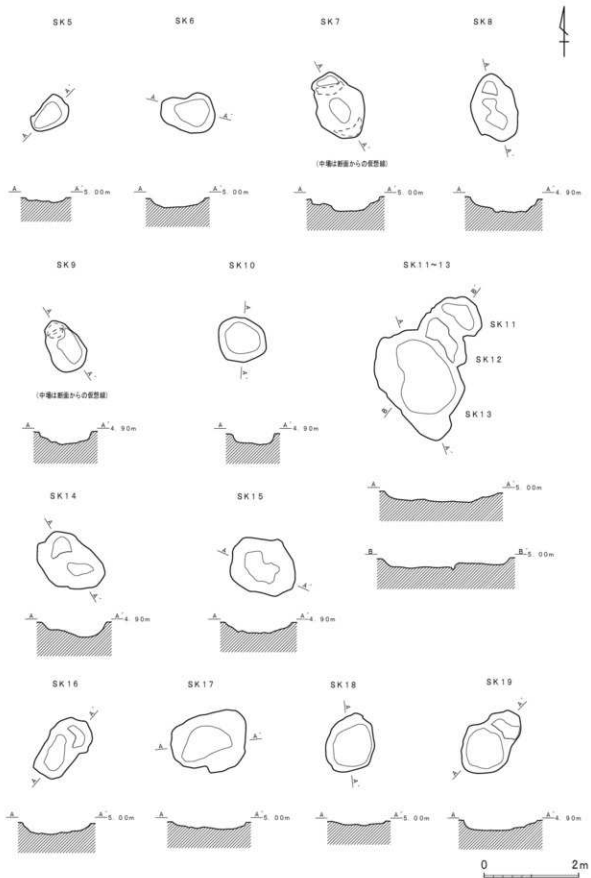 SK5
SK6
SK7
SK8
A A'
A A'
A A'
A A'
(中場は断面からの仮想線)
A A' 5.00m
A A' 5.00m
A A' 5.00m
A A' 4.90m
SK9
SK10
SK11~13
A A'
A A'
A A'
B B'
SK11
SK12
SK13
(中場は断面からの仮想線)
A A' 4.90m
A A' 4.90m
A A' 5.00m
B B' 5.00m
SK14
SK15
A A'
A A'
A A' 4.90m
A A' 4.90m
SK16
SK17
SK18
SK19
A A'
A A'
A A'
A A'
A A' 5.00m
A A' 5.00m
A A' 5.00m
A A' 4.90m
0 2m